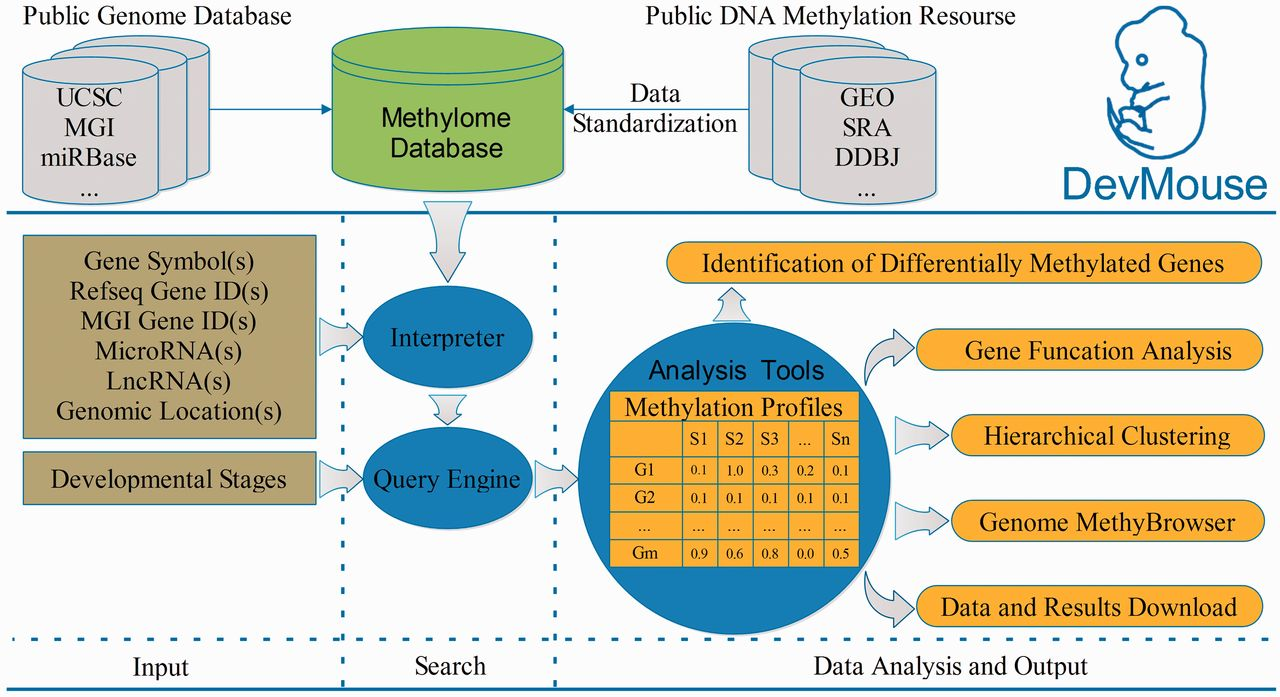 Public Genome Database
Public DNA Methylation Resourse
UCSC
MGI
miRBase
...
Methylome
Database
Data
Standardization
GEO
SRA
DDBJ
...
DevMouse
Gene Symbol(s)
Refseq Gene ID(s)
MGI Gene ID(s)
MicroRNA(s)
LncRNA(s)
Genomic Location(s)
Developmental Stages
Interpreter
Query Engine
Analysis Tools
Methylation Profiles
S1 S2 S3 ... Sn
G1 0.1 1.0 0.3 0.2 0.1
G2 0.1 0.1 0.1 0.1 0.1
... ... ... ... ... ...
Gm 0.9 0.6 0.8 0.0 0.5
Identification of Differentially Methylated Genes
Gene Funcation Analysis
Hierarchical Clustering
Genome MethyBrowser
Data and Results Download
Input
Search
Data Analysis and Output